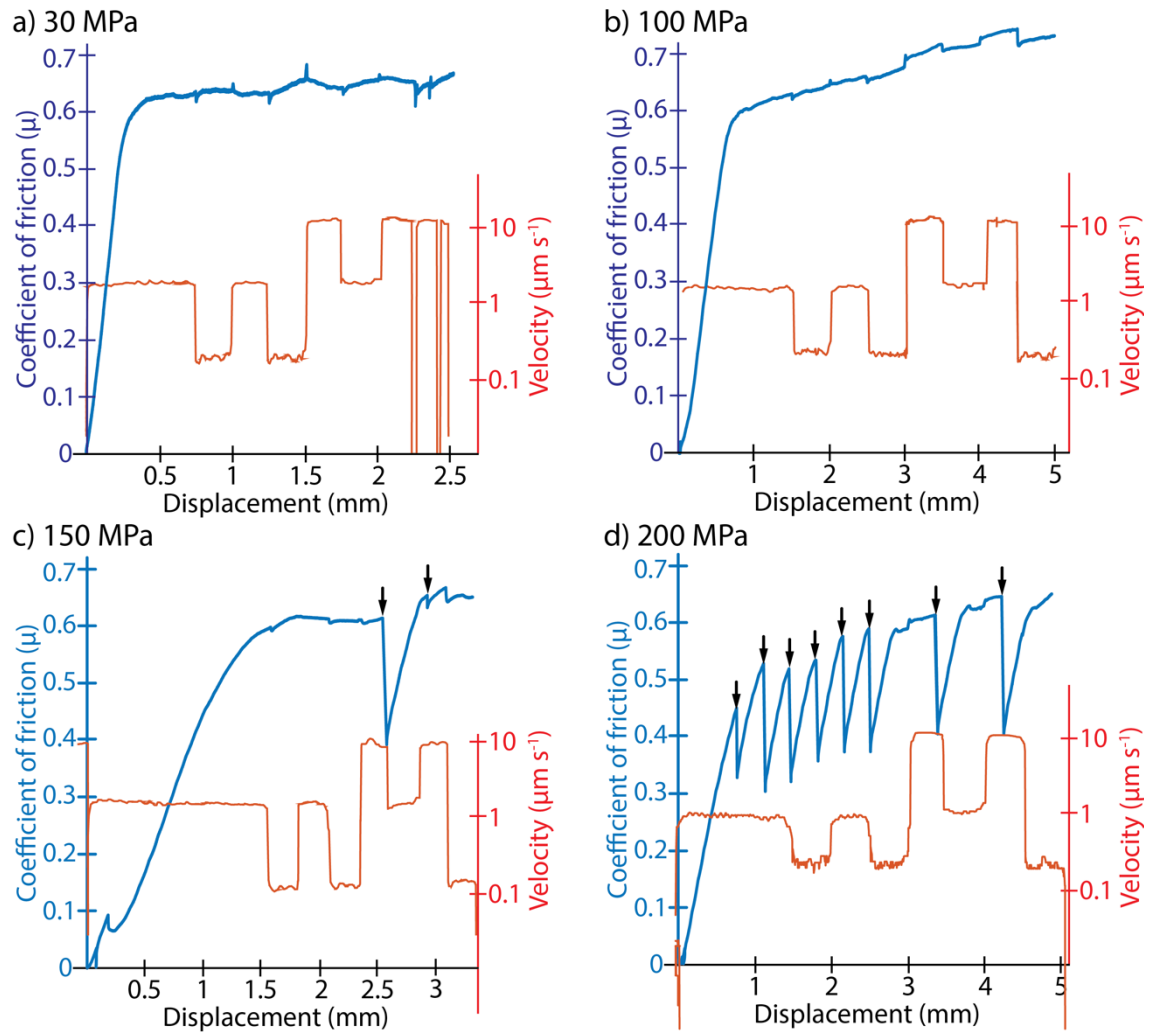 a) 30 MPa
0.7
0.6
0.5
0.4
0.3
0.2
0.1
0
Coefficient of friction (μ)
10
1
0.1
Velocity (μm s⁻¹)
0.5 1 1.5 2 2.5
Displacement (mm)
b) 100 MPa
0.7
0.6
0.5
0.4
0.3
0.2
0.1
0
Coefficient of friction (μ)
10
1
0.1
Velocity (μm s⁻¹)
1 2 3 4 5
Displacement (mm)
c) 150 MPa
0.7
0.6
0.5
0.4
0.3
0.2
0.1
0
Coefficient of friction (μ)
10
1
0.1
Velocity (μm s⁻¹)
0.5 1 1.5 2 2.5 3
Displacement (mm)
d) 200 MPa
0.7
0.6
0.5
0.4
0.3
0.2
0.1
0
Coefficient of friction (μ)
10
1
0.1
Velocity (μm s⁻¹)
1 2 3 4 5
Displacement (mm)